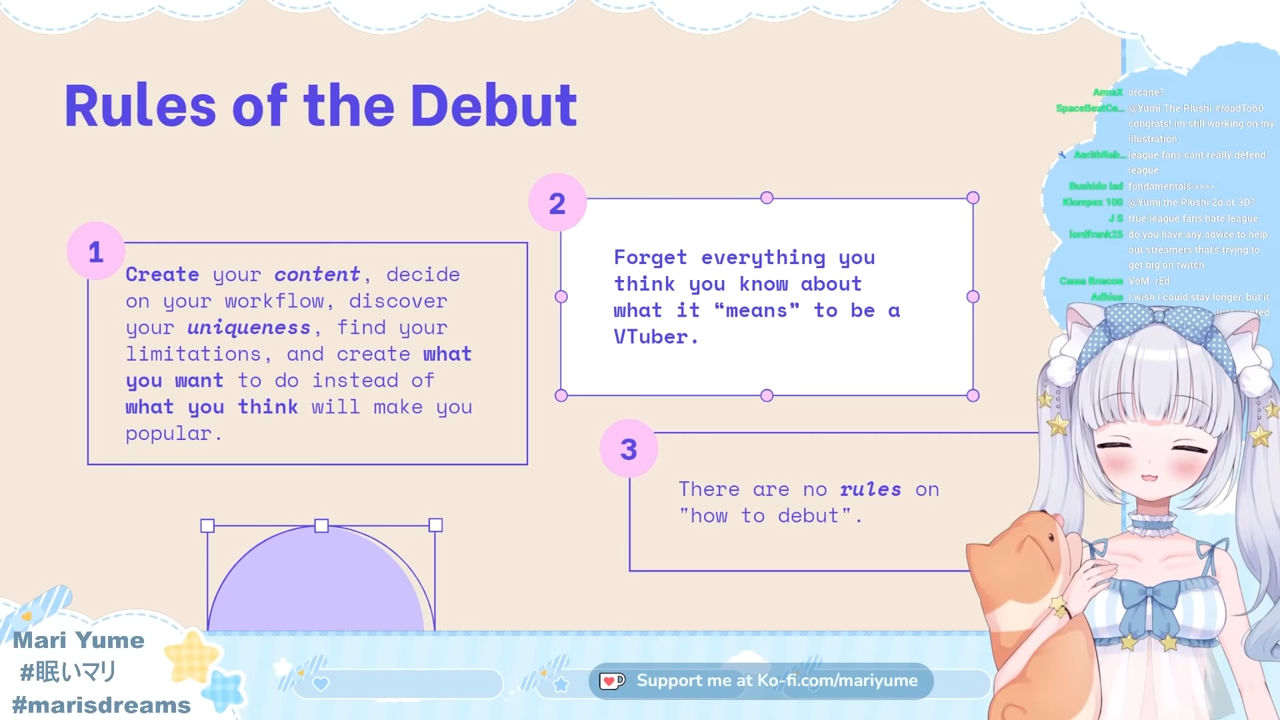 Rules of the Debut
1
Create your content, decide
on your workflow, discover
your uniqueness, find your
limitations, and create what
you want to do instead of
what you think will make you
popular.
2
Forget everything you
think you know about
what it “means” to be a
VTuber.
3
There are no rules on
"how to debut".
arcane?
@Yumi The Plushi #roadTo60
congrats! im still working on my
illustration
league fans cant really defend
league
Bushido lad fundamentals >>>>
Klompez 100 @Yumi the Plushi 2d or 3D?
J S true league fans hate league
lordfrank25 do you have any advice to help
out streamers that's trying to
get big on twitch
I wish I could stay longer, but it
Mari Yume
#眠いマリ
#marisdreams
Support me at Ko-fi.com/mariyume